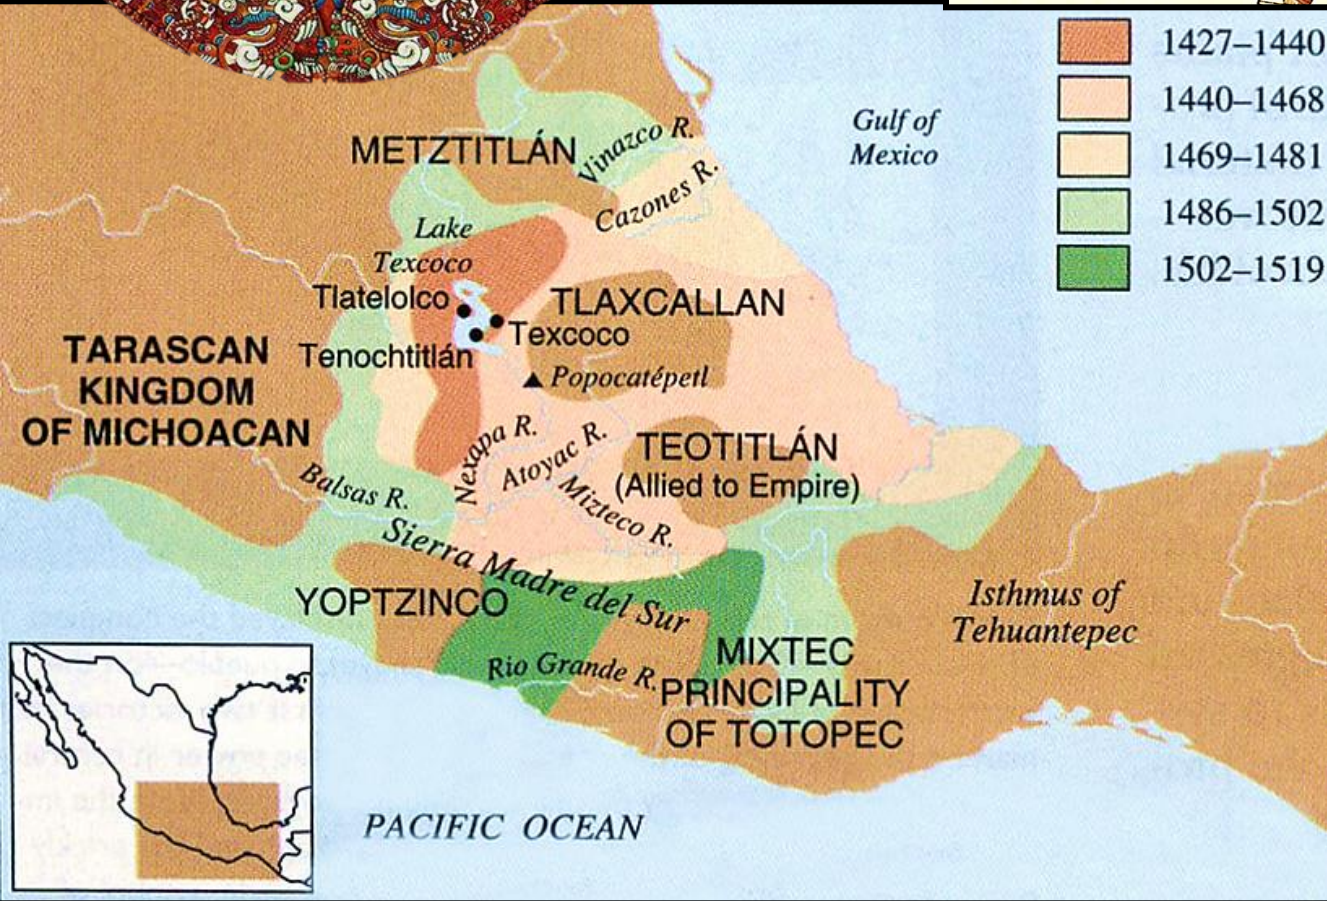 1427–1440
1440–1468
1469–1481
1486–1502
1502–1519
Gulf of
Mexico
METZTITLÁN
Vinazco R.
Cazones R.
Lake
Texcoco
Tlatelolco
TLAXCALLAN
Texcoco
Tenochtitlán
Popocatépetl
TARASCAN
KINGDOM
OF MICHOACAN
Nexapa R.
Atoyac R.
TEOTITLÁN
(Allied to Empire)
Balsas R.
Mizteco R.
Sierra Madre del Sur
YOPTZINCO
Isthmus of
Tehuantepec
Rio Grande R.
MIXTEC
PRINCIPALITY
OF TOTOPEC
PACIFIC OCEAN